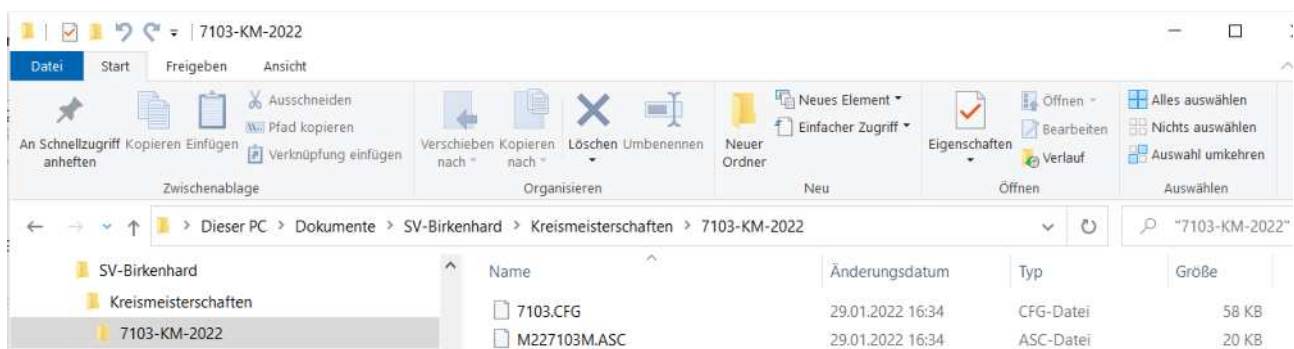 7103-KM-2022
Datei Start Freigeben Ansicht
An Schnellzugriff anheften
Kopieren Einfügen
Ausschneiden
Pfad kopieren
Verknüpfung einfügen
Zwischenablage
Verschieben nach
Kopieren nach
Löschen Umbenennen
Organisieren
Neuer Ordner
Neues Element
Einfacher Zugriff
Neu
Eigenschaften
Öffnen
Bearbeiten
Verlauf
Öffnen
Alles auswählen
Nichts auswählen
Auswahl umkehren
Auswählen
Dieser PC > Dokumente > SV-Birkenhard > Kreismeisterschaften > 7103-KM-2022
"7103-KM-2022"
SV-Birkenhard
Kreismeisterschaften
7103-KM-2022
Name Änderungsdatum Typ Größe
7103.CFG 29.01.2022 16:34 CFG-Datei 58 KB
M227103M.ASC 29.01.2022 16:34 ASC-Datei 20 KB